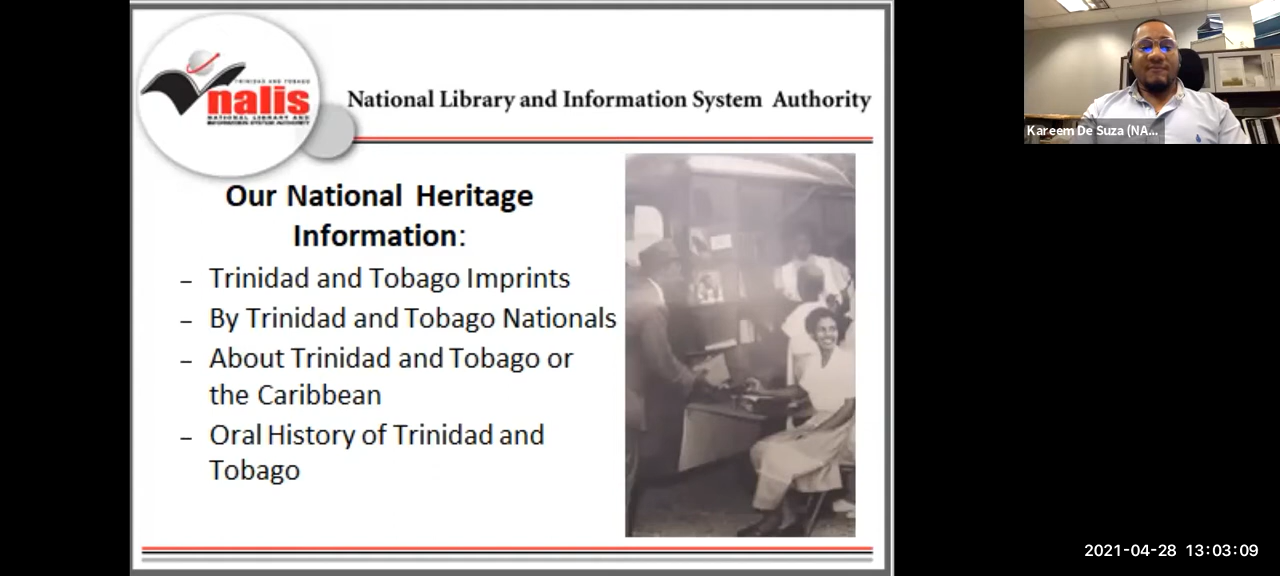 TRINIDAD AND TOBAGO
nalis
NATIONAL LIBRARY AND
INFORMATION SYSTEM AUTHORITY
National Library and Information System Authority
Our National Heritage
Information:
– Trinidad and Tobago Imprints
– By Trinidad and Tobago Nationals
– About Trinidad and Tobago or
the Caribbean
– Oral History of Trinidad and
Tobago
Kareem De Suza (NA...
2021-04-28 13:03:09